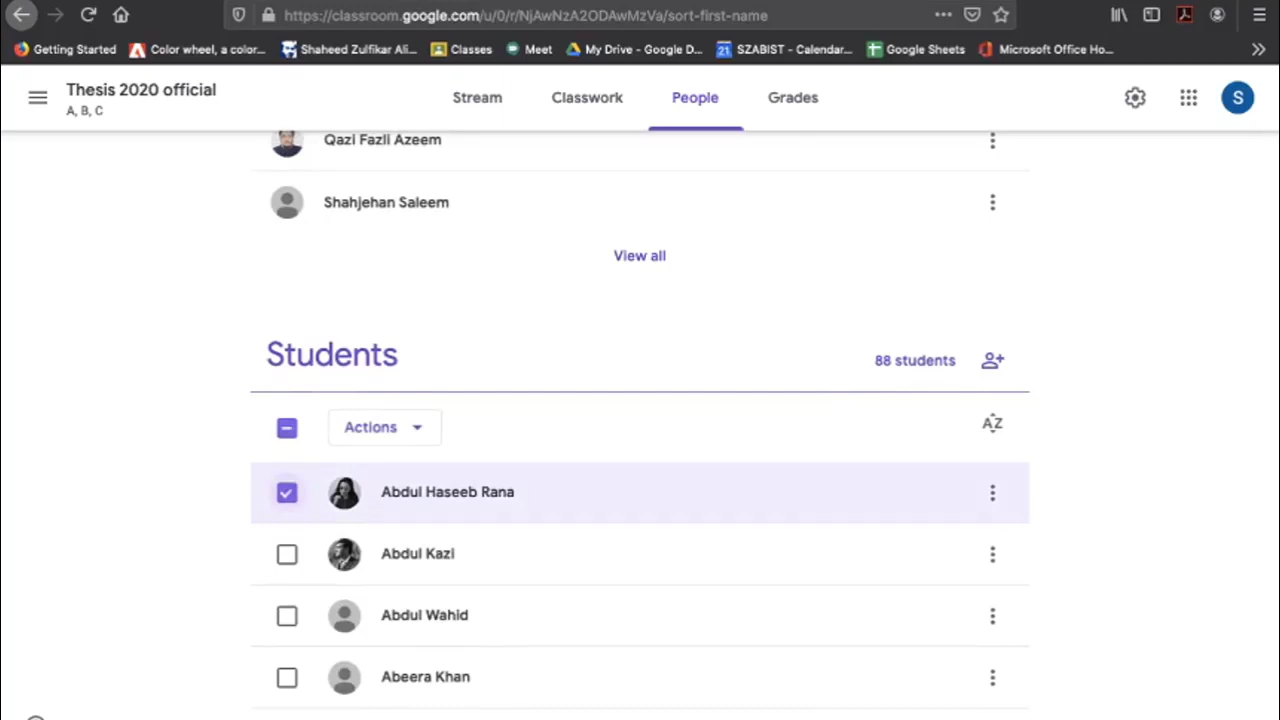 https://classroom.google.com/u/0/r/NjAwNzA2ODAwMzVa/sort-first-name
Getting Started
Color wheel, a color...
Shaheed Zulfikar Ali...
Classes
Meet
My Drive - Google D...
21
SZABIST - Calendar...
Google Sheets
Microsoft Office Ho...
Thesis 2020 official
A, B, C
Stream
Classwork
People
Grades
S
Qazi Fazli Azeem
Shahjehan Saleem
View all
Students
88 students
Actions
AZ
Abdul Haseeb Rana
Abdul Kazi
Abdul Wahid
Abeera Khan